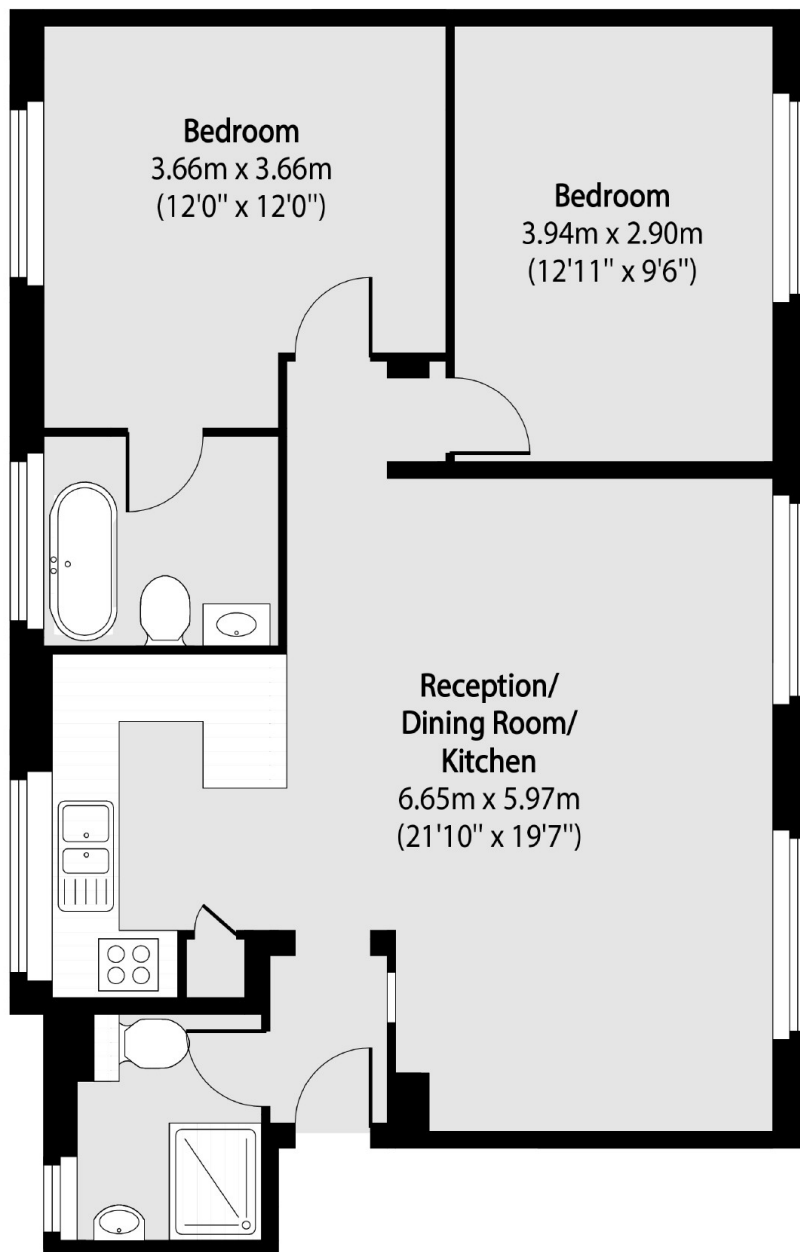 Bedroom
3.66m x 3.66m
(12'0" x 12'0")
Bedroom
3.94m x 2.90m
(12'11" x 9'6")
Reception/
Dining Room/
Kitchen
6.65m x 5.97m
(21'10" x 19'7")